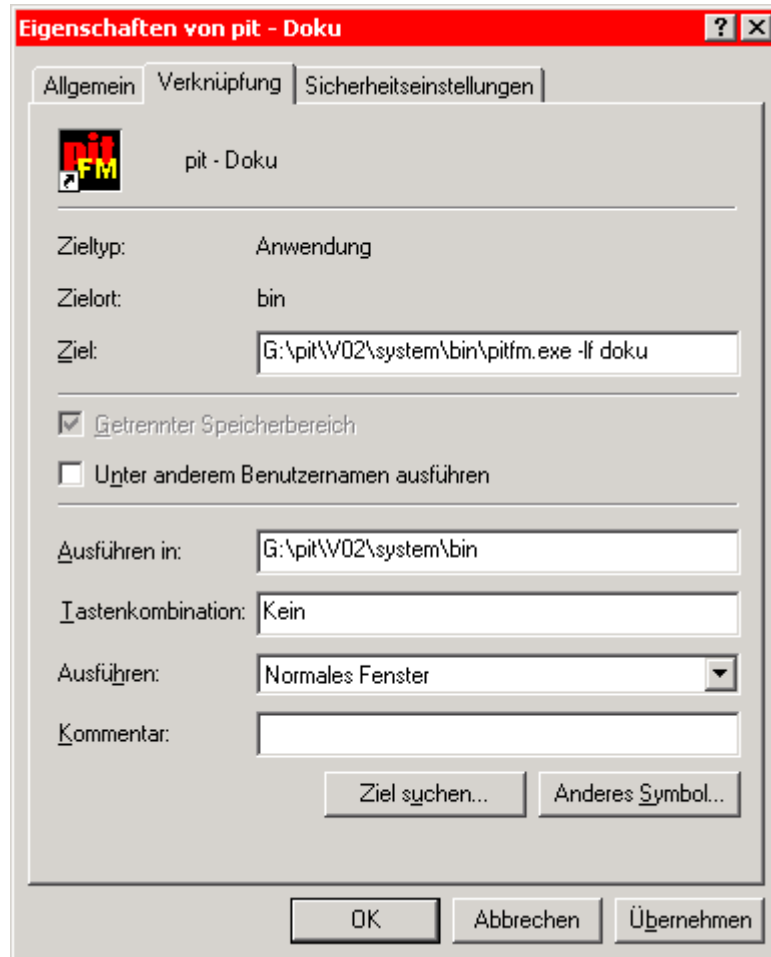 Eigenschaften von pit - Doku
Allgemein Verknüpfung Sicherheitseinstellungen
pit FM
pit - Doku
Zieltyp: Anwendung
Zielort: bin
Ziel: G:\pit\V02\system\bin\pitfm.exe -lf doku
Getrennter Speicherbereich
Unter anderem Benutzernamen ausführen
Ausführen in: G:\pit\V02\system\bin
Tastenkombination: Kein
Ausführen: Normales Fenster
Kommentar:
Ziel suchen... Anderes Symbol...
OK Abbrechen Übernehmen